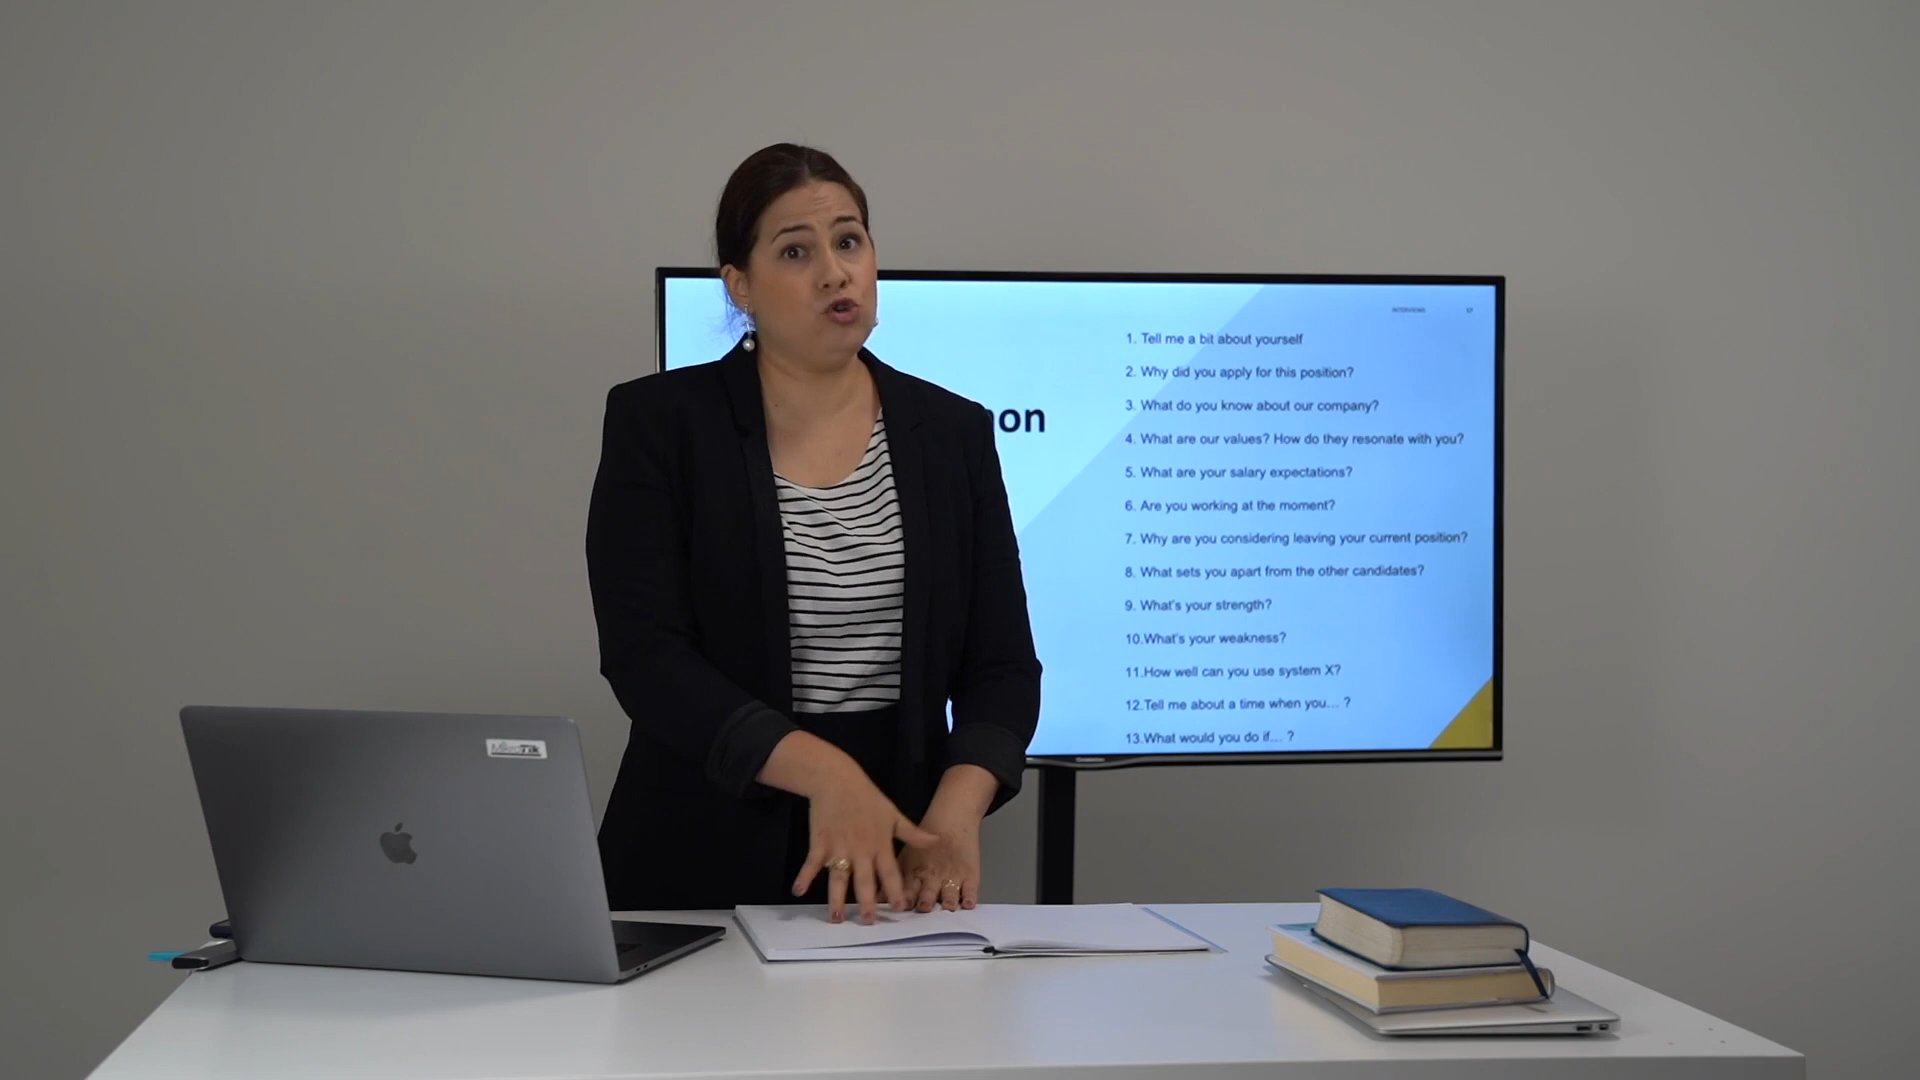 INTERVIEWS 17
1. Tell me a bit about yourself
2. Why did you apply for this position?
3. What do you know about our company?
non
4. What are our values? How do they resonate with you?
5. What are your salary expectations?
6. Are you working at the moment?
7. Why are you considering leaving your current position?
8. What sets you apart from the other candidates?
9. What's your strength?
10.What's your weakness?
11.How well can you use system X?
12.Tell me about a time when you... ?
13.What would you do if... ?
MikroTik